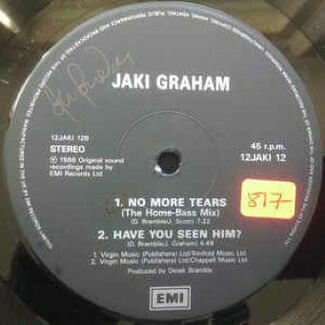 JAKI GRAHAM
12JAKI 12B
STEREO
45 r.p.m.
12JAKI 12
℗ 1988 Original sound
recordings made by
EMI Records Ltd
1. NO MORE TEARS
(The Home-Bass Mix)
(D. Bramble/J. Scott) 7.22
2. HAVE YOU SEEN HIM?
(D. Bramble/J. Graham) 4.49
817
1. Virgin Music (Publishers) Ltd/Trinifold Music Ltd
2. Virgin Music (Publishers) Ltd/Chappell Music Ltd
Produced by Derek Bramble
EMI